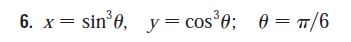 6. x = sin³θ, y = cos³θ; θ = π/6